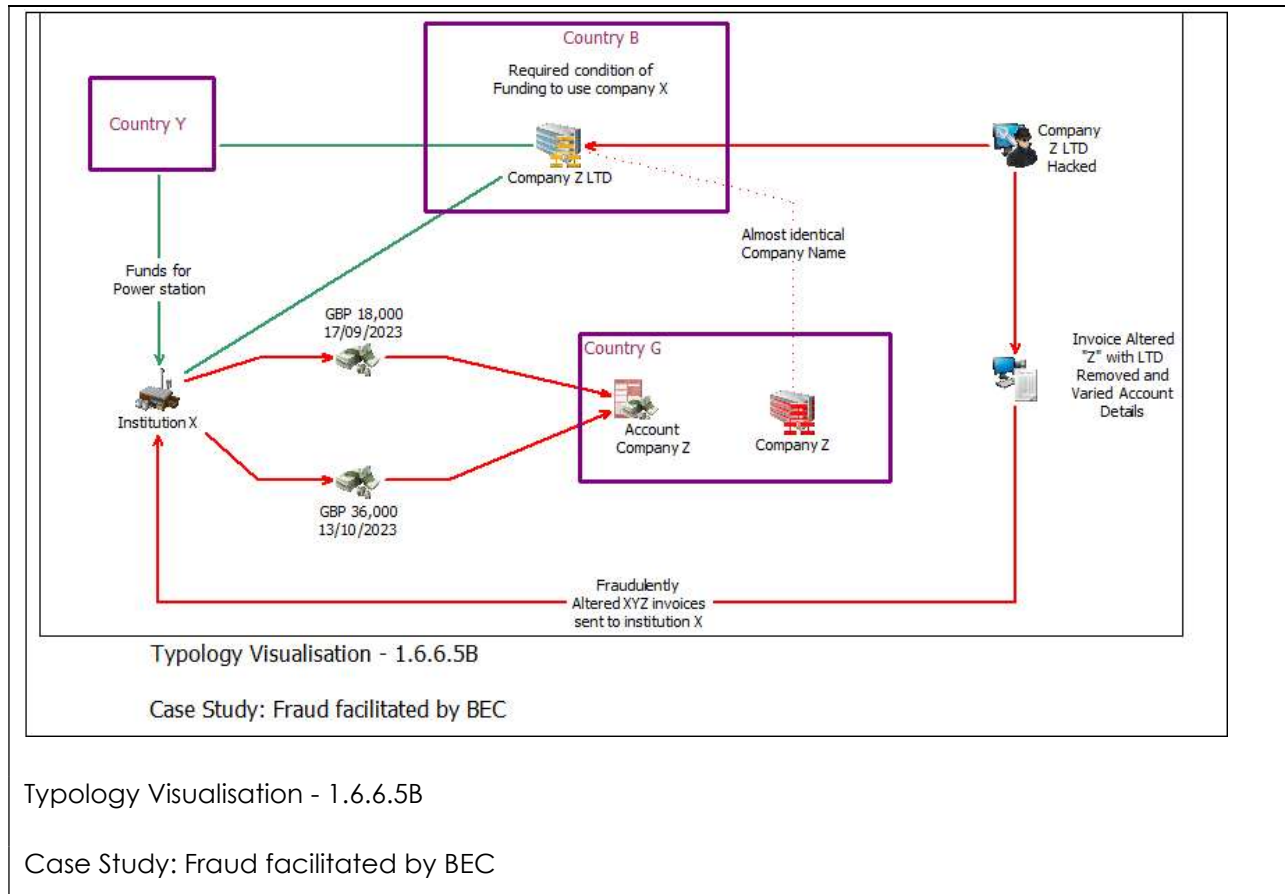 Country B
Required condition of
Funding to use company X
Country Y
Company Z LTD
Company
Z LTD
Hacked
Almost identical
Company Name
Funds for
Power station
GBP 18,000
17/09/2023
Country G
Invoice Altered
"Z" with LTD
Removed and
Varied Account
Details
Institution X
Account
Company Z
Company Z
GBP 36,000
13/10/2023
Fraudulently
Altered XYZ invoices
sent to institution X
Typology Visualisation - 1.6.6.5B
Case Study: Fraud facilitated by BEC
Typology Visualisation - 1.6.6.5B
Case Study: Fraud facilitated by BEC